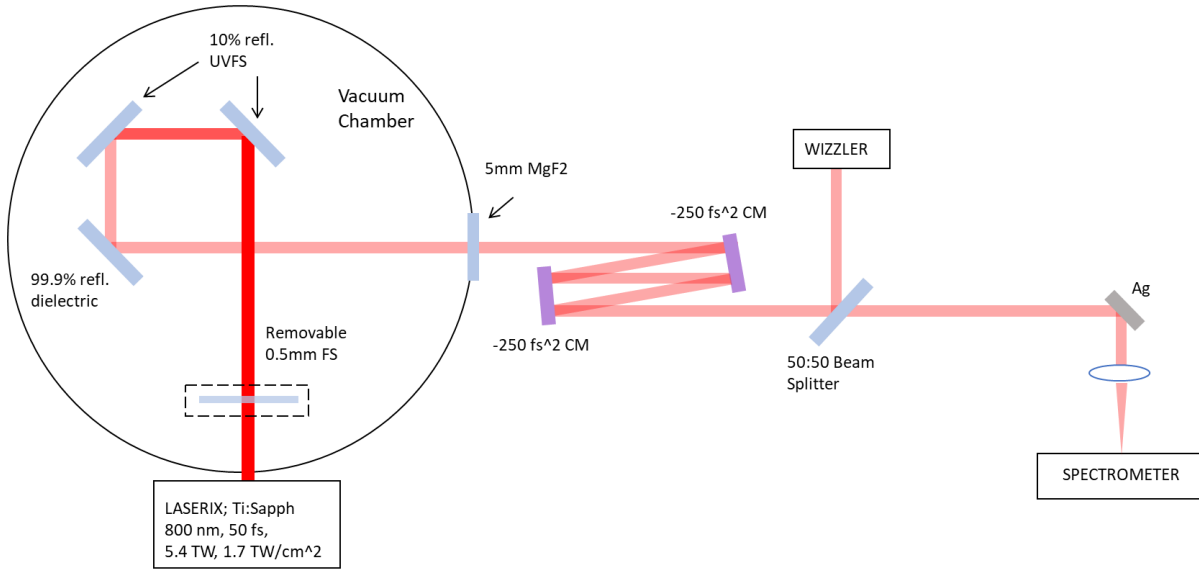 10% refl.
UVFS
Vacuum
Chamber
5mm MgF2
WIZZLER
-250 fs^2 CM
99.9% refl.
dielectric
Ag
Removable
0.5mm FS
-250 fs^2 CM
50:50 Beam
Splitter
SPECTROMETER
LASERIX; Ti:Sapph
800 nm, 50 fs,
5.4 TW, 1.7 TW/cm^2